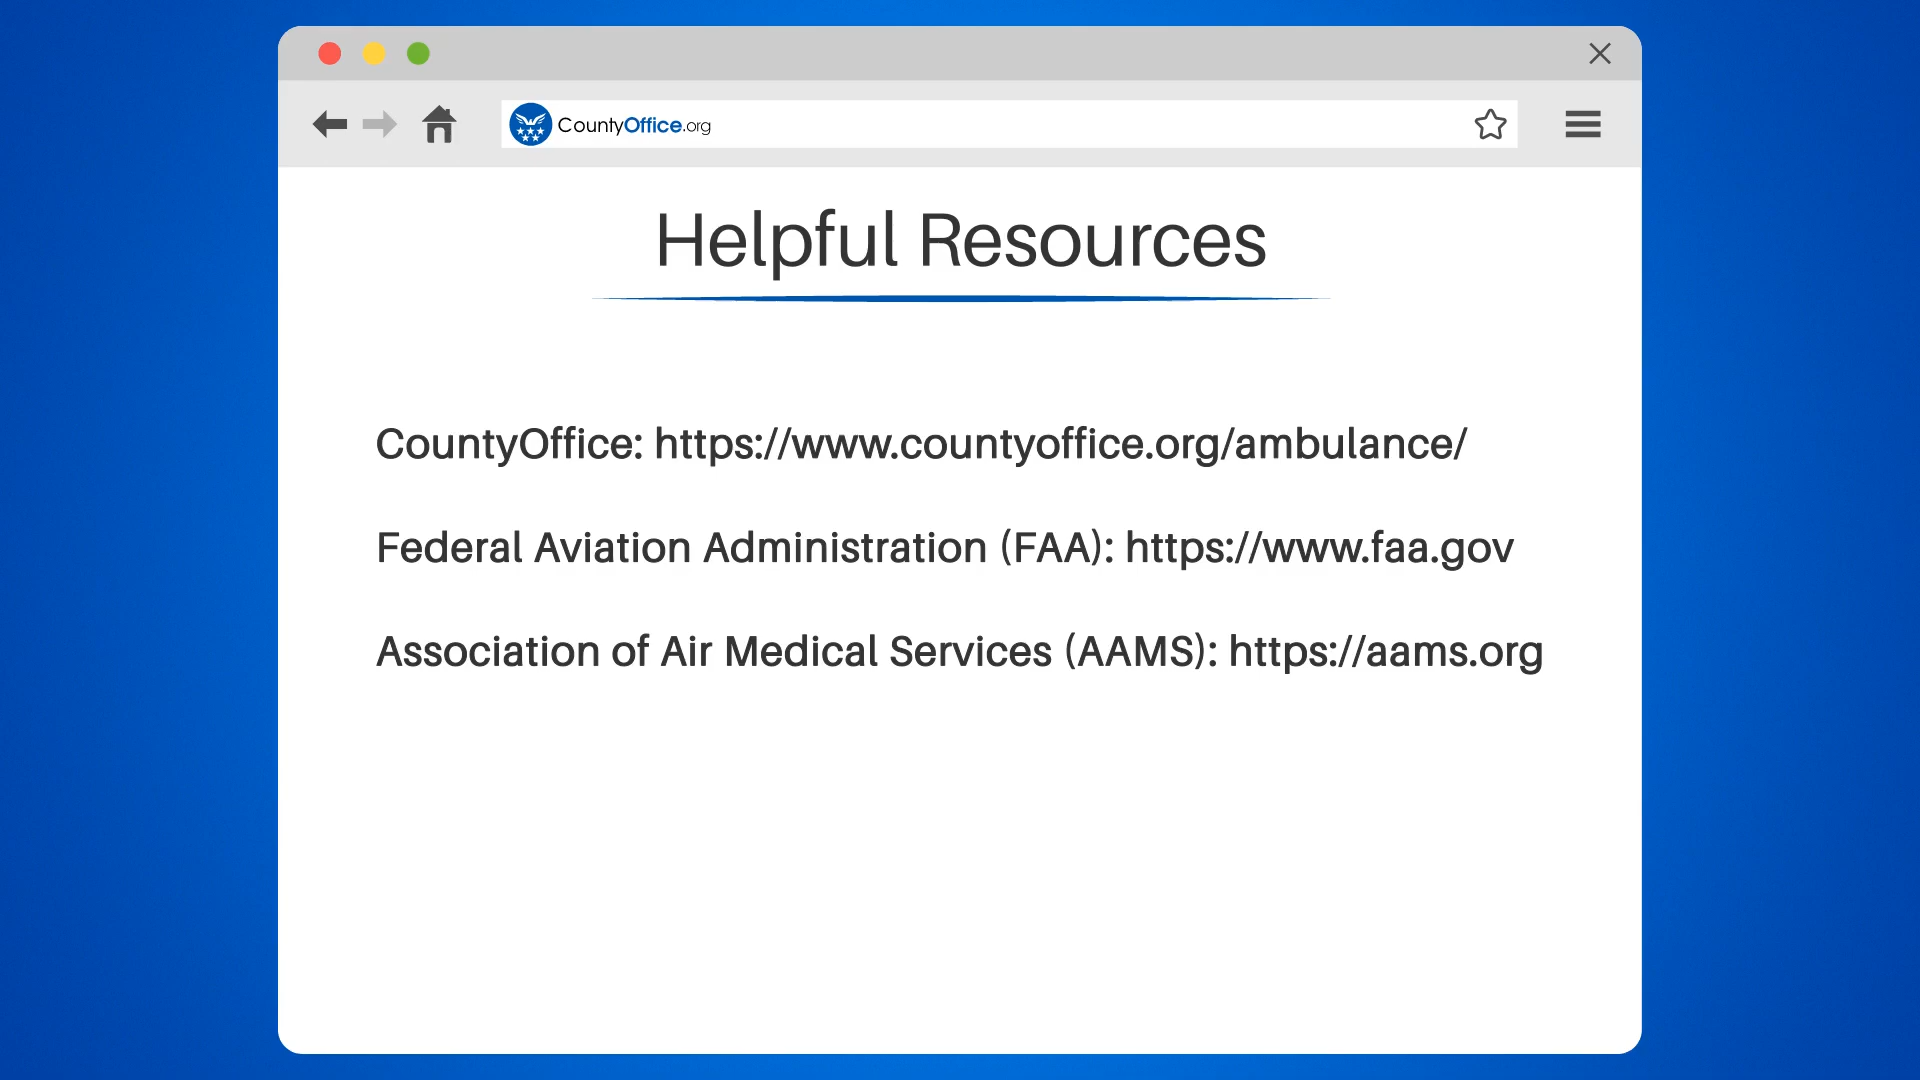 CountyOffice.org
Helpful Resources
CountyOffice: https://www.countyoffice.org/ambulance/
Federal Aviation Administration (FAA): https://www.faa.gov
Association of Air Medical Services (AAMS): https://aams.org